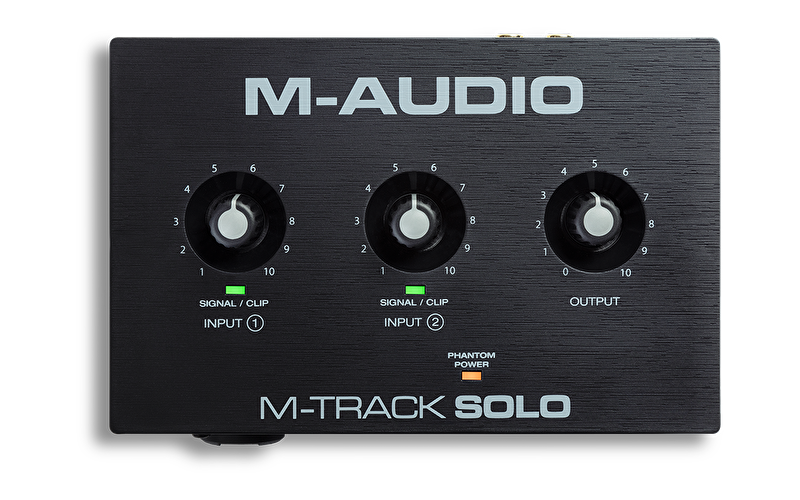 M-AUDIO
5 6
4 7
3 8
2 9
1 10
SIGNAL / CLIP
INPUT 1
5 6
4 7
3 8
2 9
1 10
SIGNAL / CLIP
INPUT 2
5
4 6
3 7
2 8
1 9
0 10
OUTPUT
PHANTOM
POWER
M-TRACK SOLO